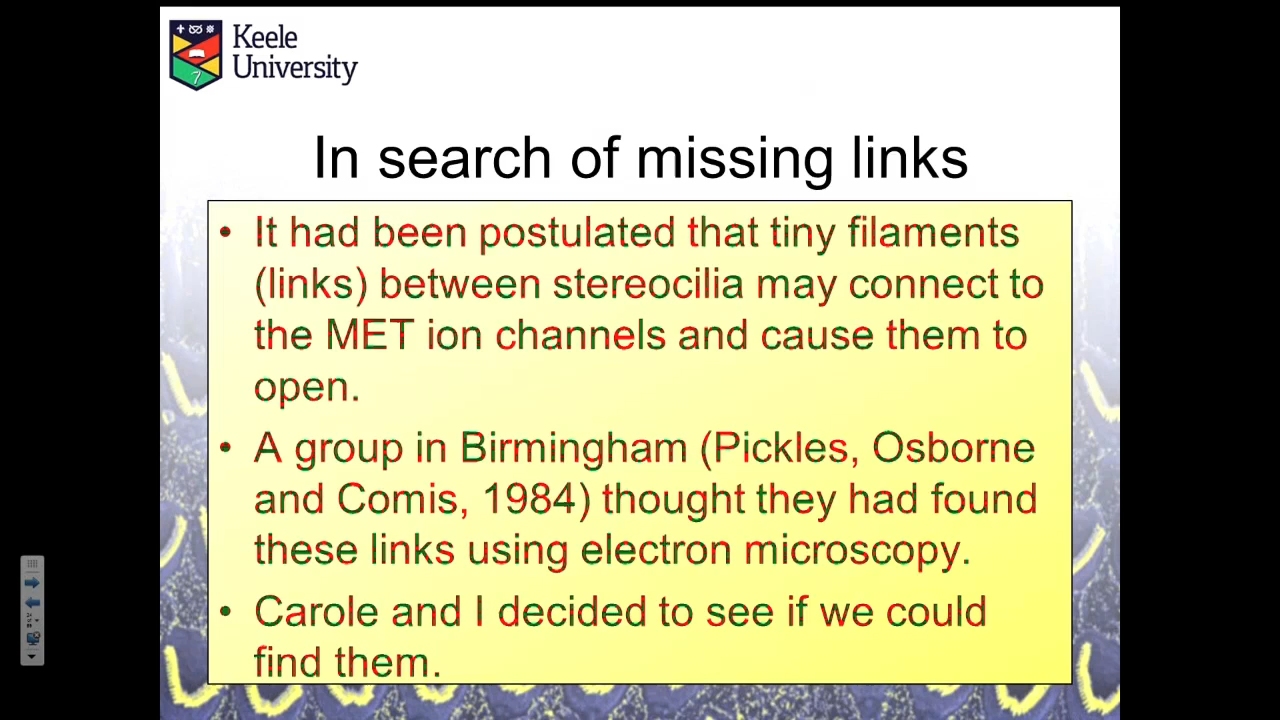 Keele
University
In search of missing links
• It had been postulated that tiny filaments
(links) between stereocilia may connect to
the MET ion channels and cause them to
open.
• A group in Birmingham (Pickles, Osborne
and Comis, 1984) thought they had found
these links using electron microscopy.
• Carole and I decided to see if we could
find them.